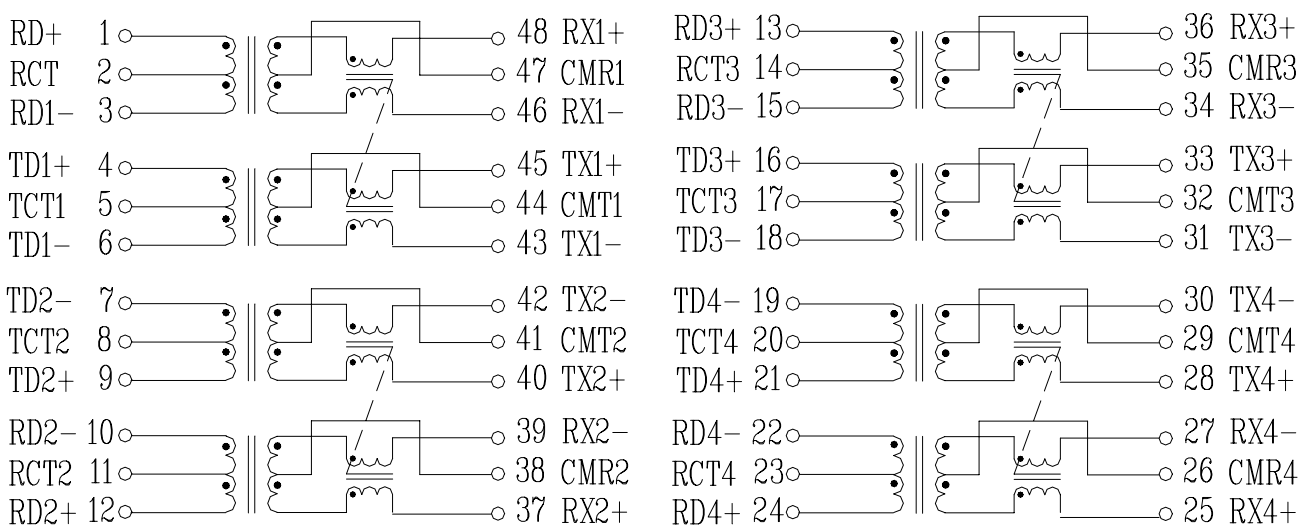 RD+ 1 48 RX1+
RCT 2 47 CMR1
RD1- 3 46 RX1-
TD1+ 4 45 TX1+
TCT1 5 44 CMT1
TD1- 6 43 TX1-
TD2- 7 42 TX2-
TCT2 8 41 CMT2
TD2+ 9 40 TX2+
RD2- 10 39 RX2-
RCT2 11 38 CMR2
RD2+ 12 37 RX2+
RD3+ 13 36 RX3+
RCT3 14 35 CMR3
RD3- 15 34 RX3-
TD3+ 16 33 TX3+
TCT3 17 32 CMT3
TD3- 18 31 TX3-
TD4- 19 30 TX4-
TCT4 20 29 CMT4
TD4+ 21 28 TX4+
RD4- 22 27 RX4-
RCT4 23 26 CMR4
RD4+ 24 25 RX4+